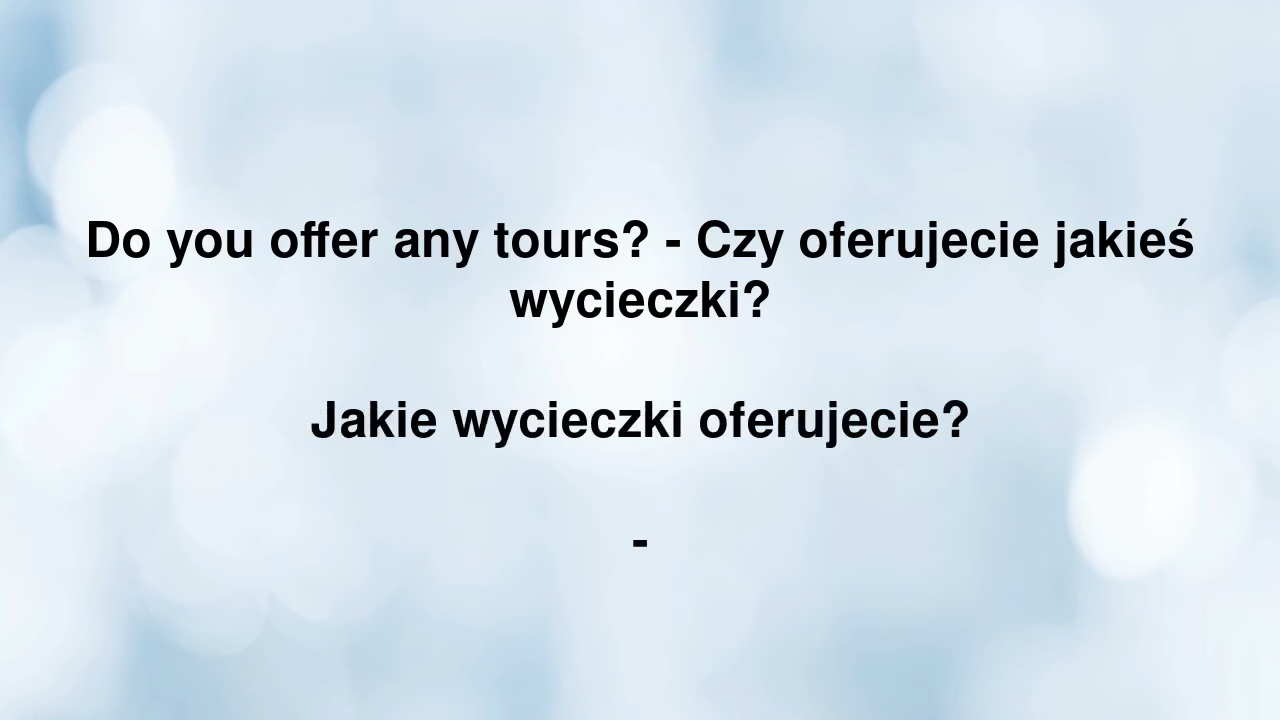 Do you offer any tours? - Czy oferujecie jakieś
wycieczki?
Jakie wycieczki oferujecie?
-